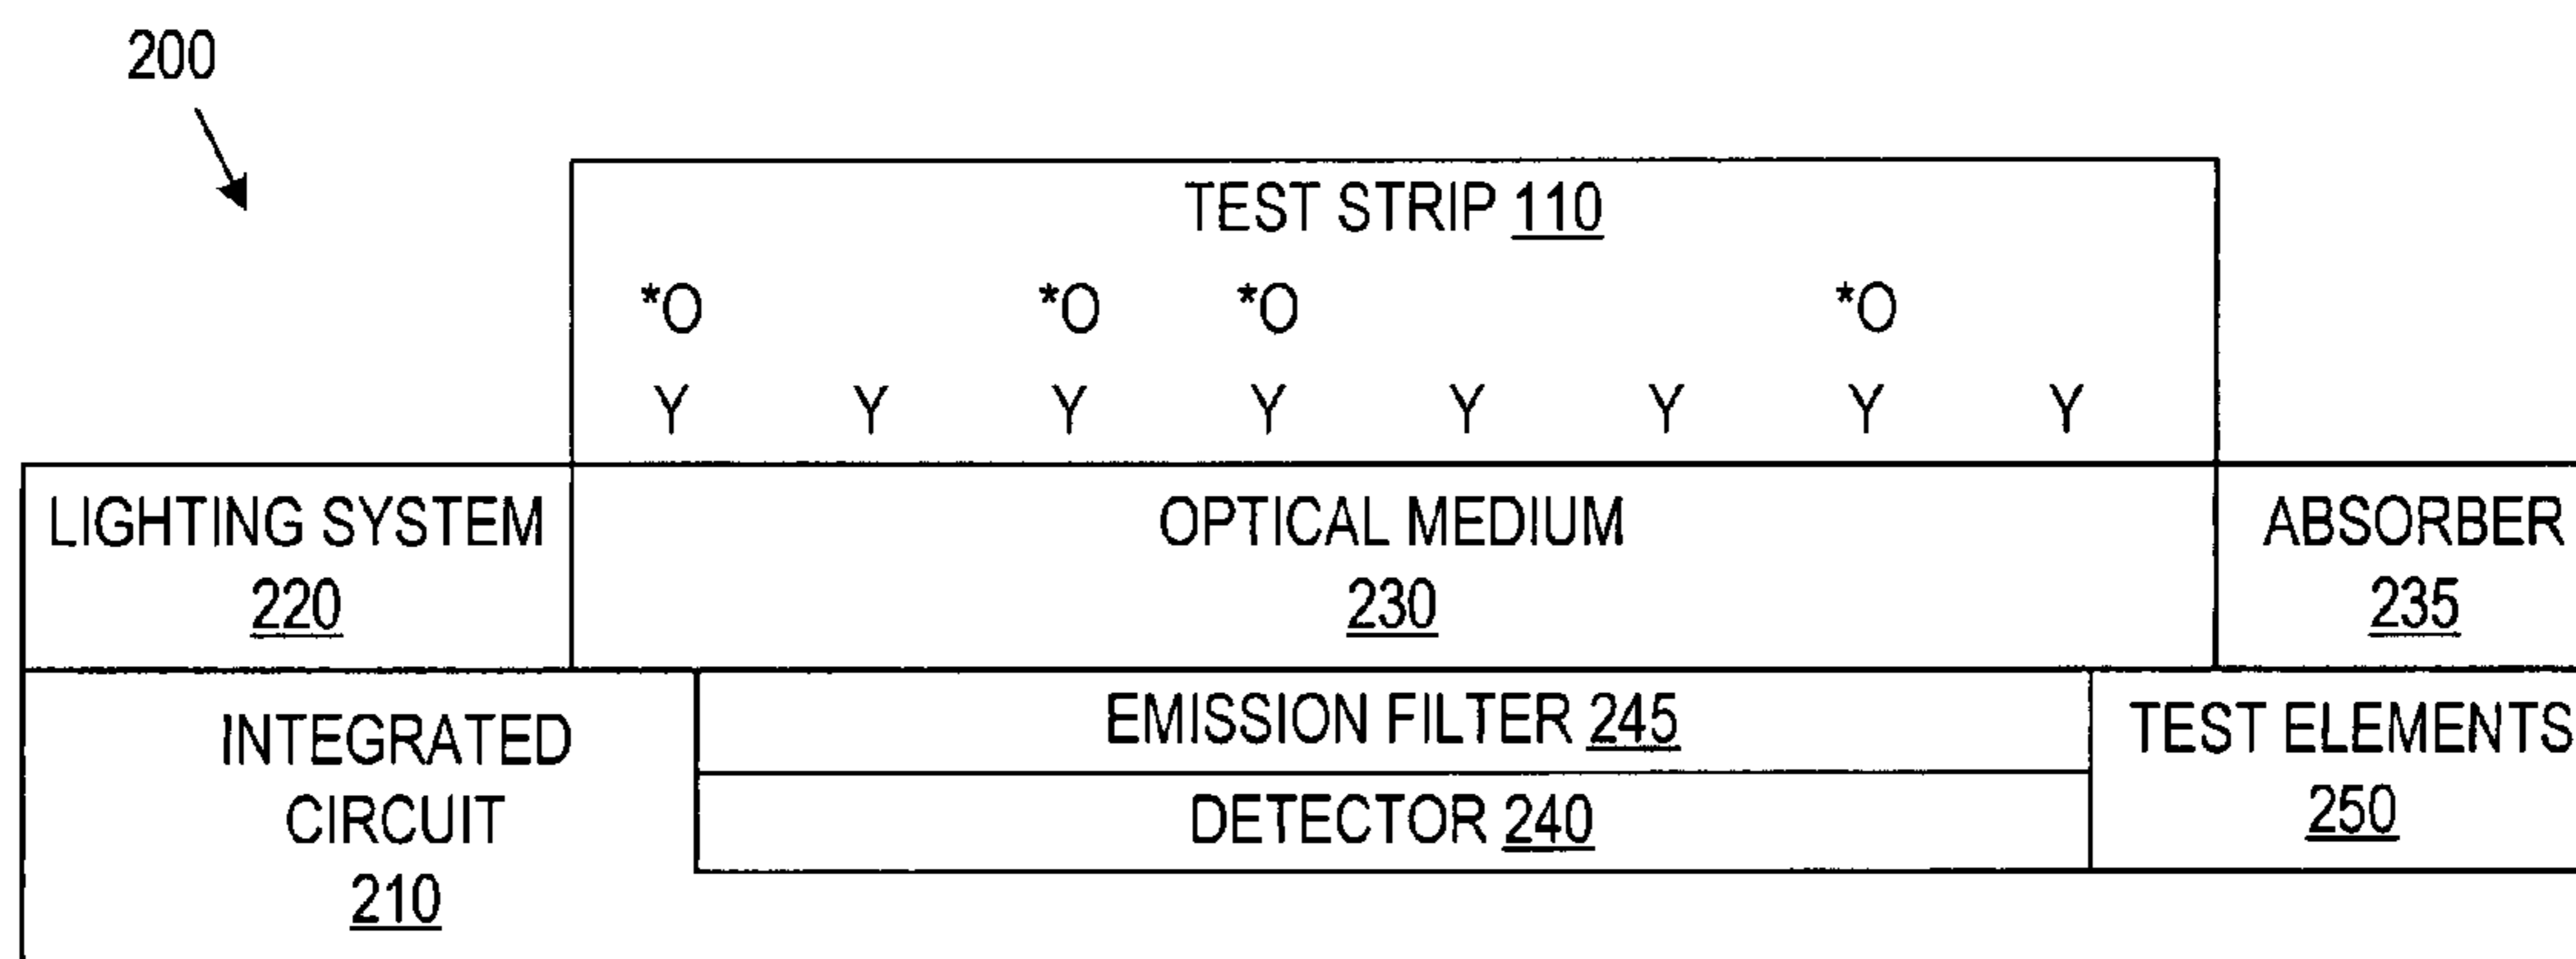 200
TEST STRIP 110
*O *O *O *O
Y Y Y Y Y Y Y Y
LIGHTING SYSTEM
220
OPTICAL MEDIUM
230
ABSORBER
235
INTEGRATED
CIRCUIT
210
EMISSION FILTER 245
DETECTOR 240
TEST ELEMENTS
250